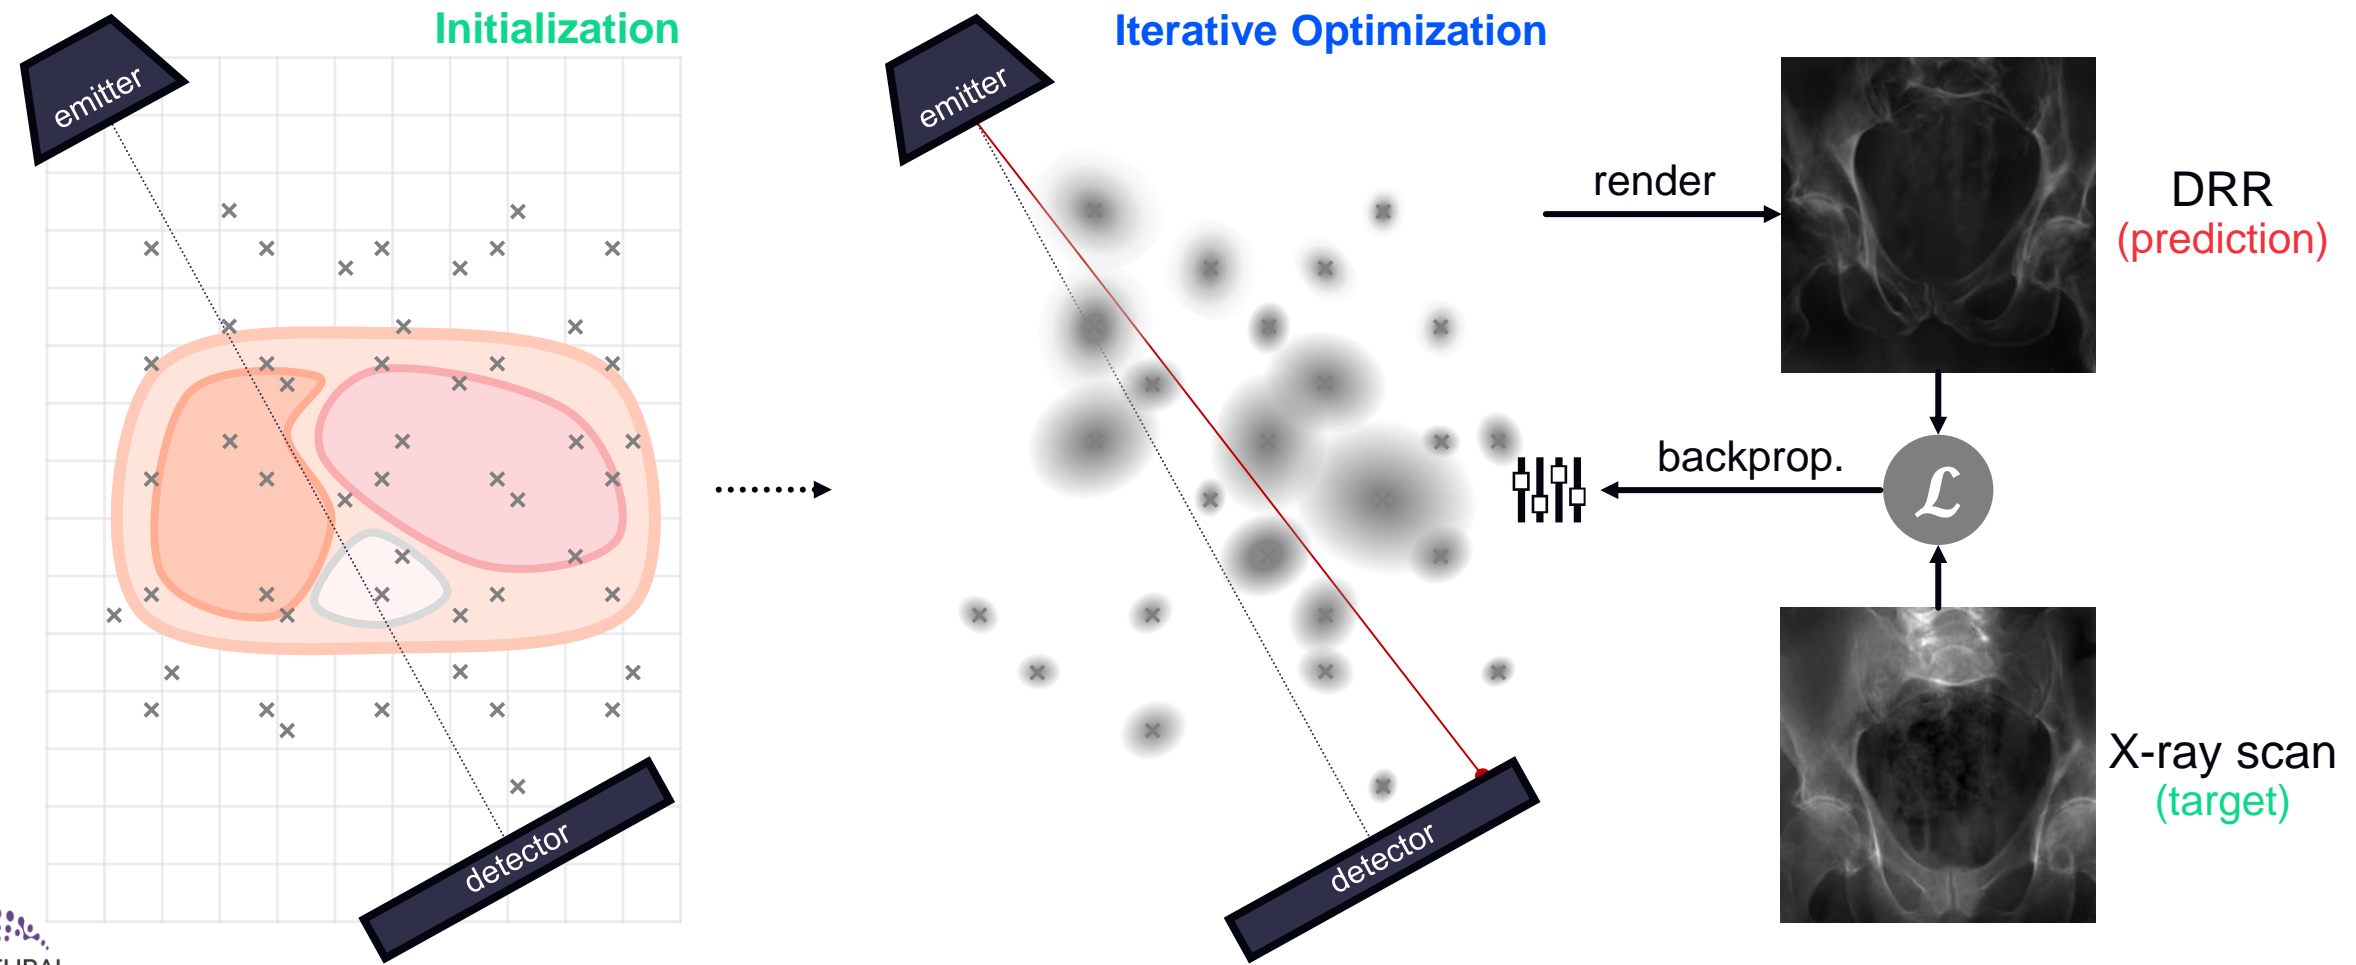 Initialization
Iterative Optimization
emitter
emitter
render
DRR
(prediction)
backprop.
ℒ
X-ray scan
(target)
detector
detector